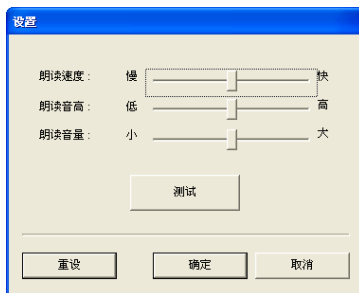 设置
朗读速度： 慢 快
朗读音高： 低 高
朗读音量： 小 大
测试
重设 确定 取消